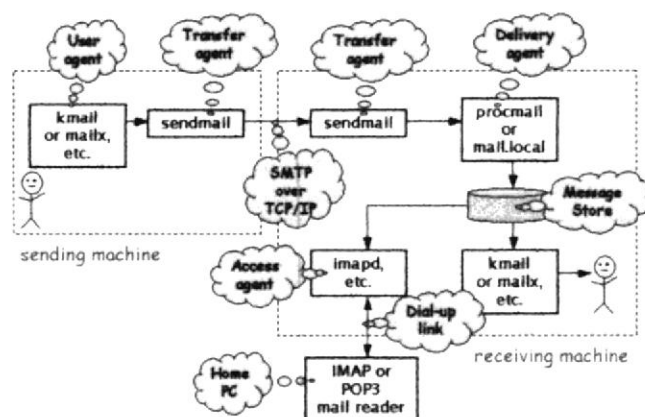 User
agent
Transfer
agent
Transfer
agent
Delivery
agent
kmail
or mailx,
etc.
sendmail
sendmail
procmail
or
mail.local
SMTP
over
TCP/IP
Message
Store
sending machine
Access
agent
imapd,
etc.
kmail
or mailx,
etc.
Dial-up
link
receiving machine
Home
PC
IMAP or
POP3
mail reader